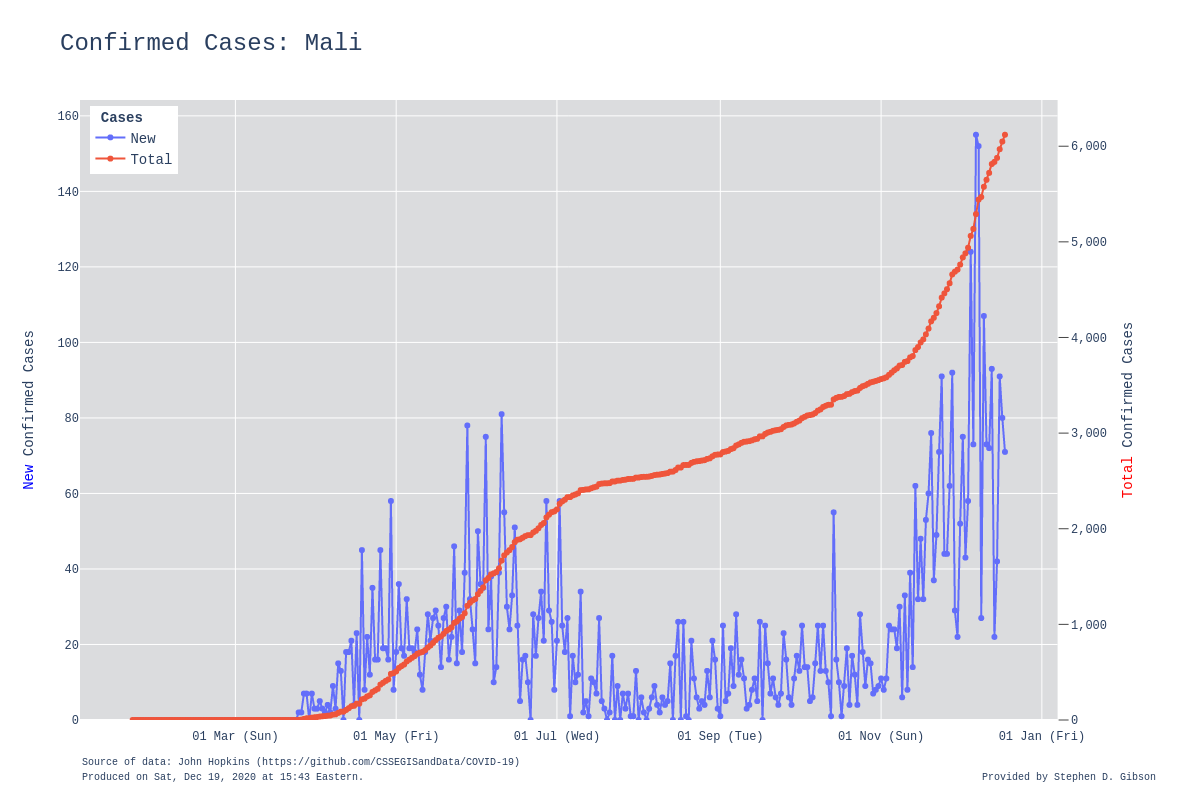 Confirmed Cases: Mali
Cases
New
Total
160
140
120
100
80
60
40
20
0
6,000
5,000
4,000
3,000
2,000
1,000
0
New Confirmed Cases
Total Confirmed Cases
01 Mar (Sun)
01 May (Fri)
01 Jul (Wed)
01 Sep (Tue)
01 Nov (Sun)
01 Jan (Fri)
Source of data: John Hopkins (https://github.com/CSSEGISandData/COVID-19)
Produced on Sat, Dec 19, 2020 at 15:43 Eastern.
Provided by Stephen D. Gibson